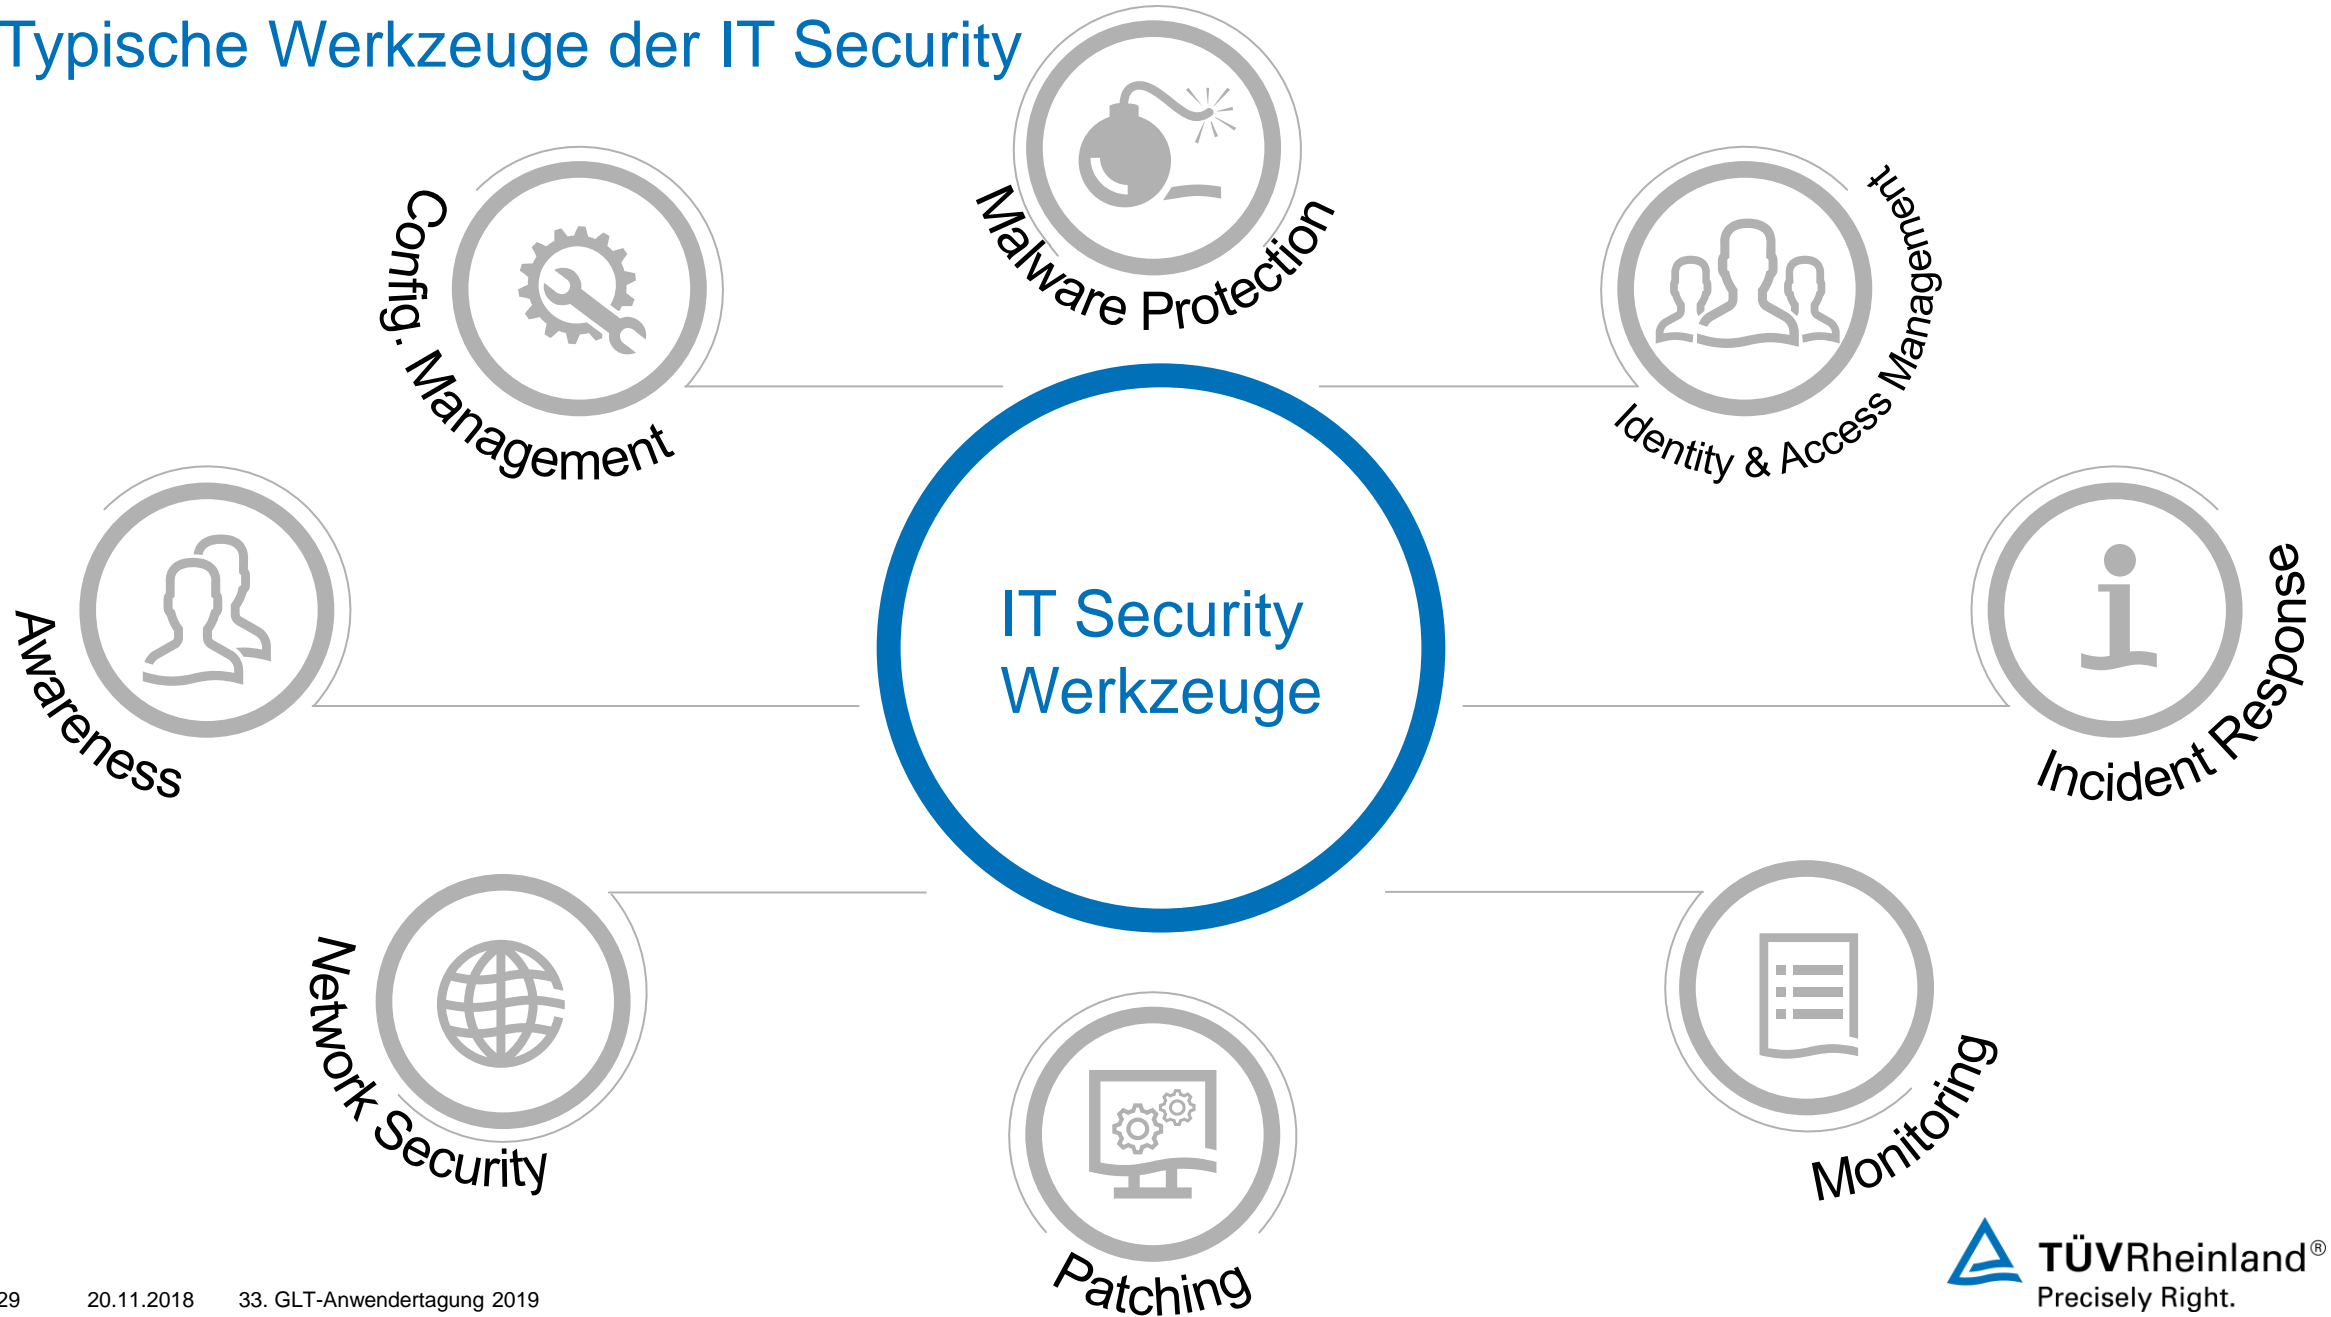 Typische Werkzeuge der IT Security
Malware Protection
Config. Management
Identity & Access Management
Awareness
IT Security
Werkzeuge
Incident Response
Network Security
Monitoring
Patching
TÜVRheinland®
Precisely Right.
29 20.11.2018 33. GLT-Anwendertagung 2019